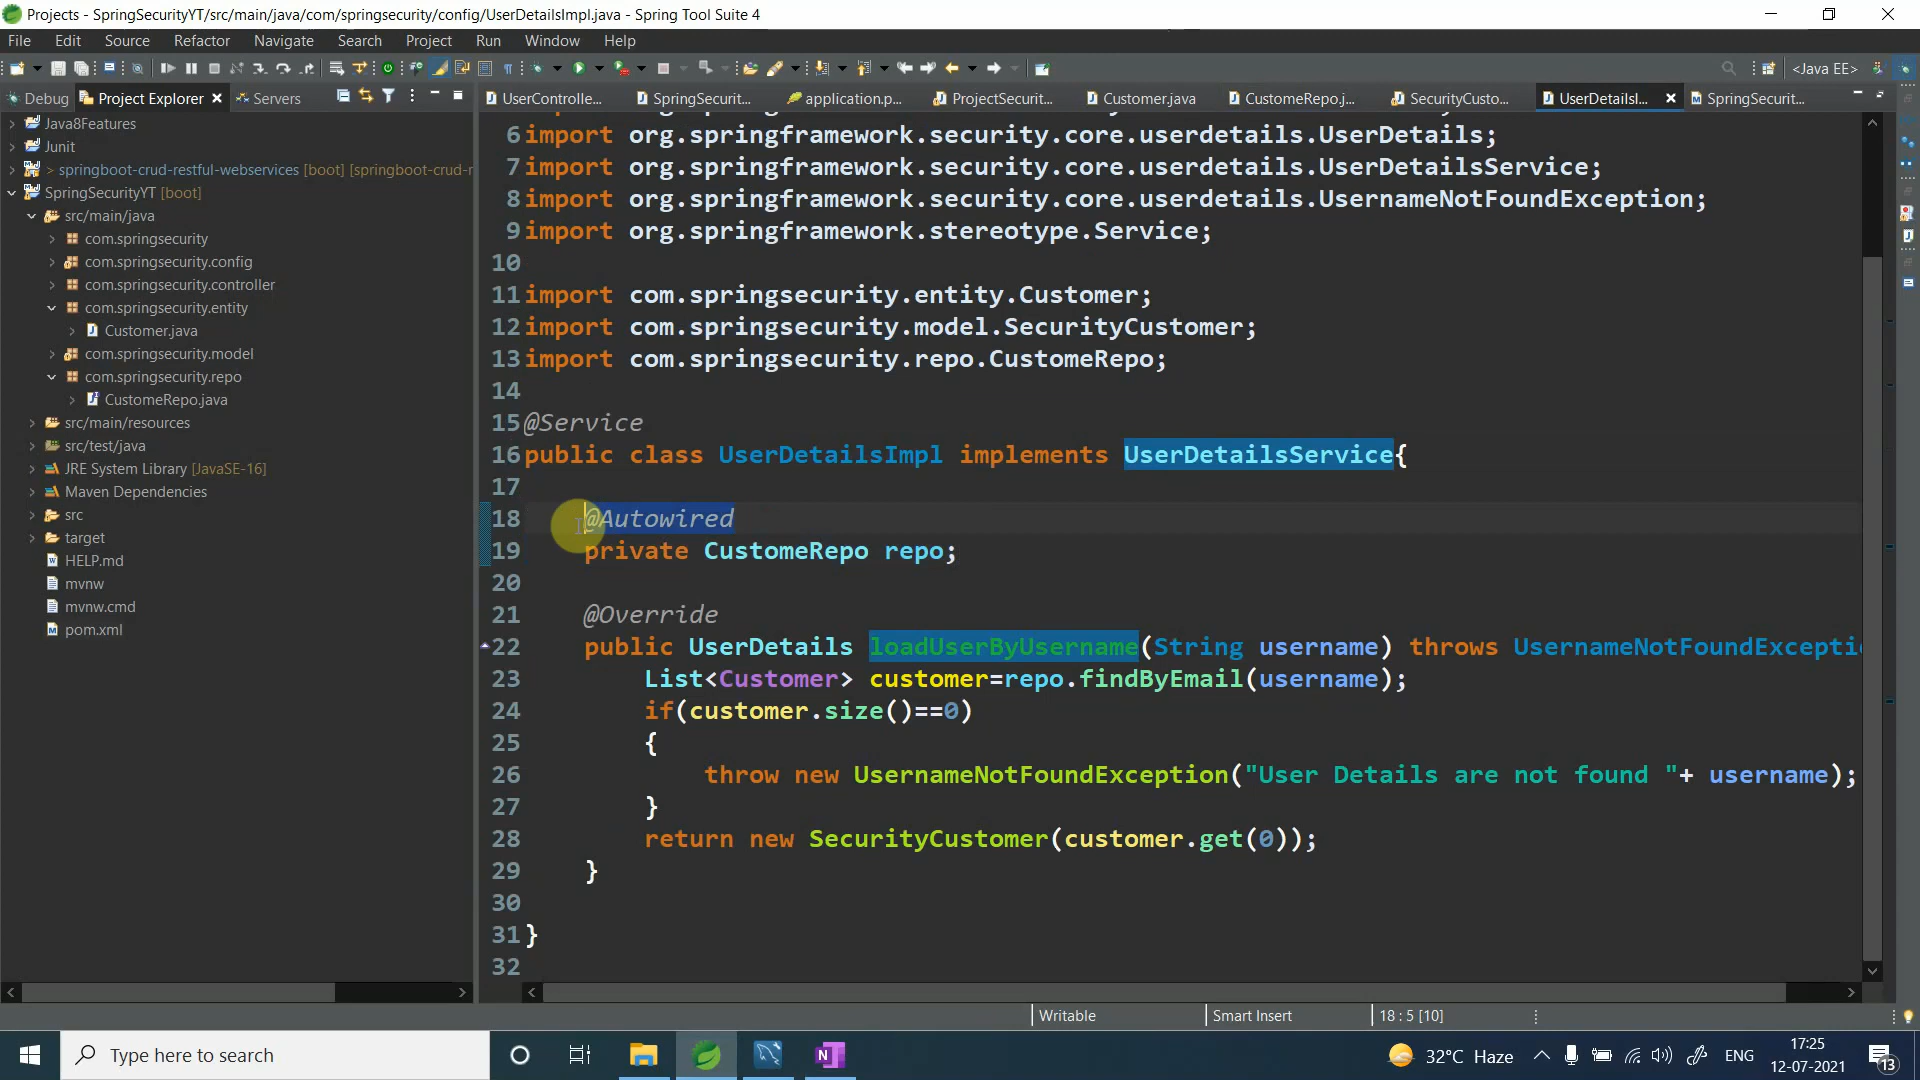 Projects - SpringSecurityYT/src/main/java/com/springsecurity/config/UserDetailsImpl.java - Spring Tool Suite 4
File Edit Source Refactor Navigate Search Project Run Window Help
<Java EE>
Debug Project Explorer Servers
UserControlle... SpringSecurit... application.p... ProjectSecurit... Customer.java CustomeRepo.j... SecurityCusto... UserDetailsI... SpringSecurit...
Java8Features
Junit
> springboot-crud-restful-webservices [boot] [springboot-crud-r
SpringSecurityYT [boot]
src/main/java
com.springsecurity
com.springsecurity.config
com.springsecurity.controller
com.springsecurity.entity
Customer.java
com.springsecurity.model
com.springsecurity.repo
CustomeRepo.java
src/main/resources
src/test/java
JRE System Library [JavaSE-16]
Maven Dependencies
src
target
HELP.md
mvnw
mvnw.cmd
pom.xml
6 import org.springframework.security.core.userdetails.UserDetails;
7 import org.springframework.security.core.userdetails.UserDetailsService;
8 import org.springframework.security.core.userdetails.UsernameNotFoundException;
9 import org.springframework.stereotype.Service;
10
11 import com.springsecurity.entity.Customer;
12 import com.springsecurity.model.SecurityCustomer;
13 import com.springsecurity.repo.CustomeRepo;
14
15 @Service
16 public class UserDetailsImpl implements UserDetailsService{
17
18 @Autowired
19 private CustomeRepo repo;
20
21 @Override
22 public UserDetails loadUserByUsername(String username) throws UsernameNotFoundExceptio
23 List<Customer> customer=repo.findByEmail(username);
24 if(customer.size()==0)
25 {
26 throw new UsernameNotFoundException("User Details are not found "+ username);
27 }
28 return new SecurityCustomer(customer.get(0));
29 }
30
31 }
32
Writable Smart Insert 18 : 5 [10]
Type here to search
32°C Haze ENG 17:25
12-07-2021
13